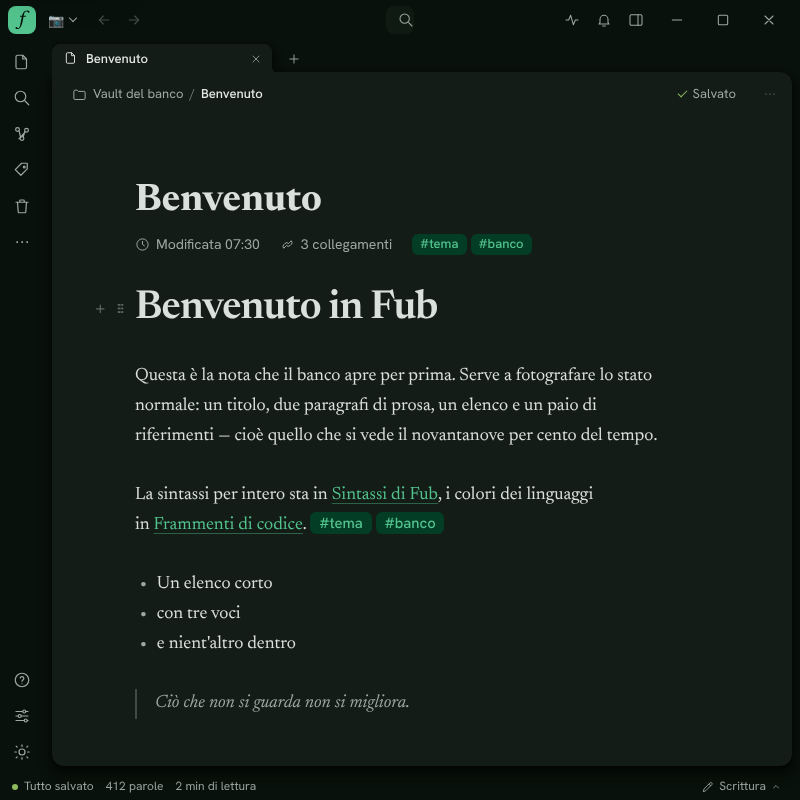 f
Benvenuto
Vault del banco / Benvenuto
Salvato
Benvenuto
Modificata 07:30 3 collegamenti #tema #banco
Benvenuto in Fub
Questa è la nota che il banco apre per prima. Serve a fotografare lo stato
normale: un titolo, due paragrafi di prosa, un elenco e un paio di
riferimenti — cioè quello che si vede il novantanove per cento del tempo.
La sintassi per intero sta in Sintassi di Fub, i colori dei linguaggi
in Frammenti di codice. #tema #banco
• Un elenco corto
• con tre voci
• e nient'altro dentro
Ciò che non si guarda non si migliora.
Tutto salvato 412 parole 2 min di lettura Scrittura